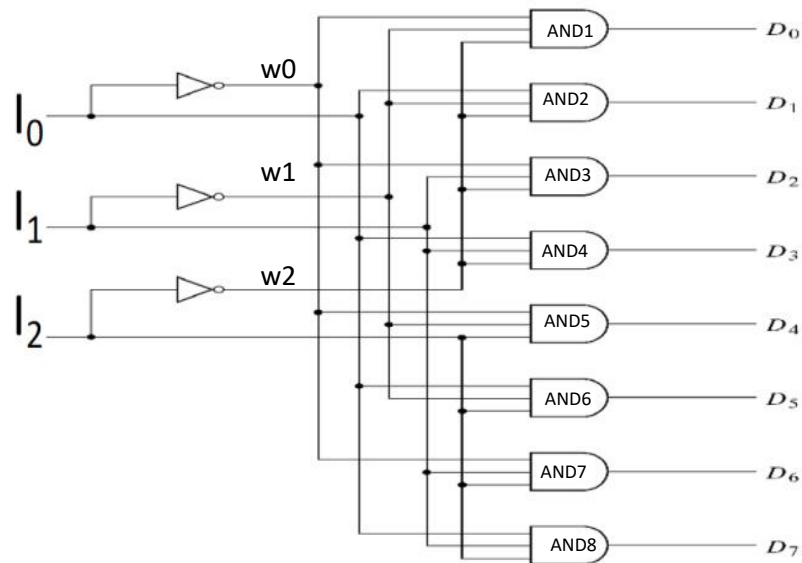 AND1 D₀
w0
AND2 D₁
I₀
AND3 D₂
w1
I₁
AND4 D₃
w2
AND5 D₄
I₂
AND6 D₅
AND7 D₆
AND8 D₇